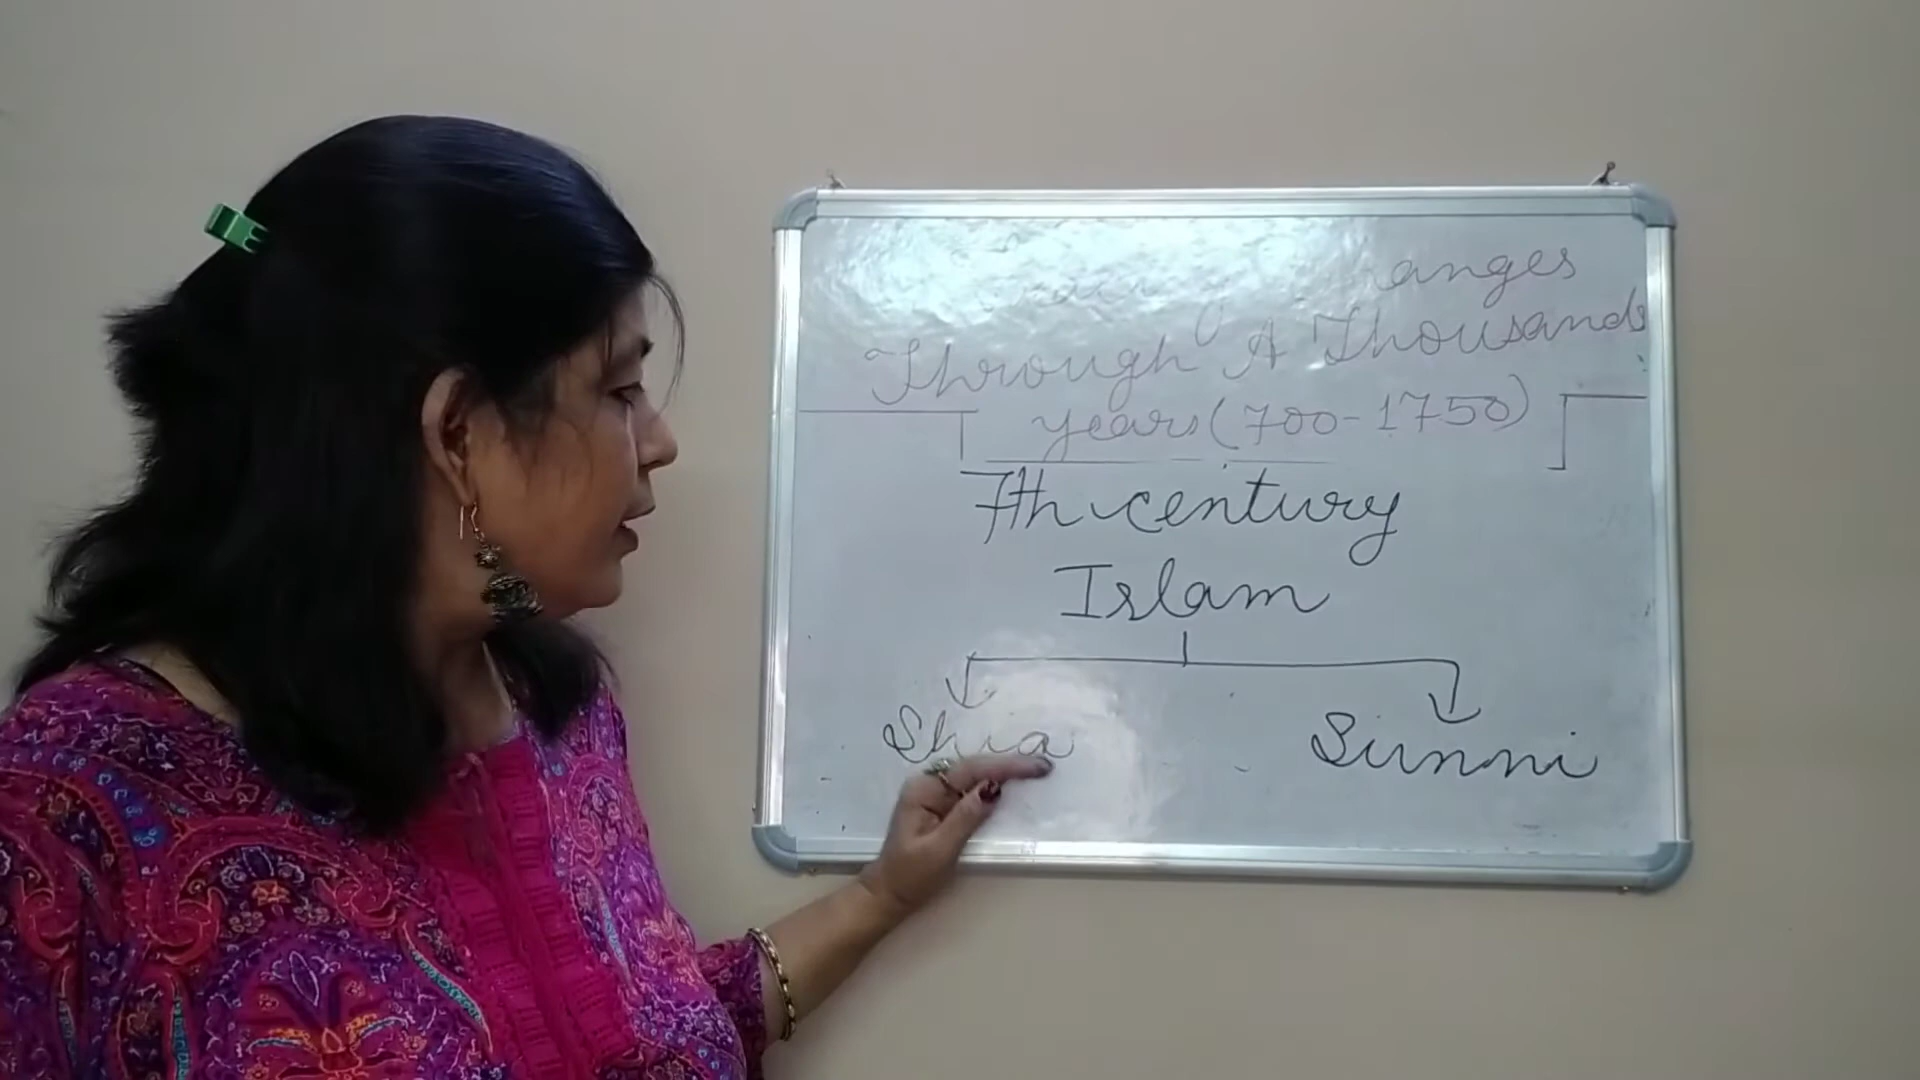 anges
Through A Thousand
years (700-1750)
7th century
Islam
Shia
Sunni